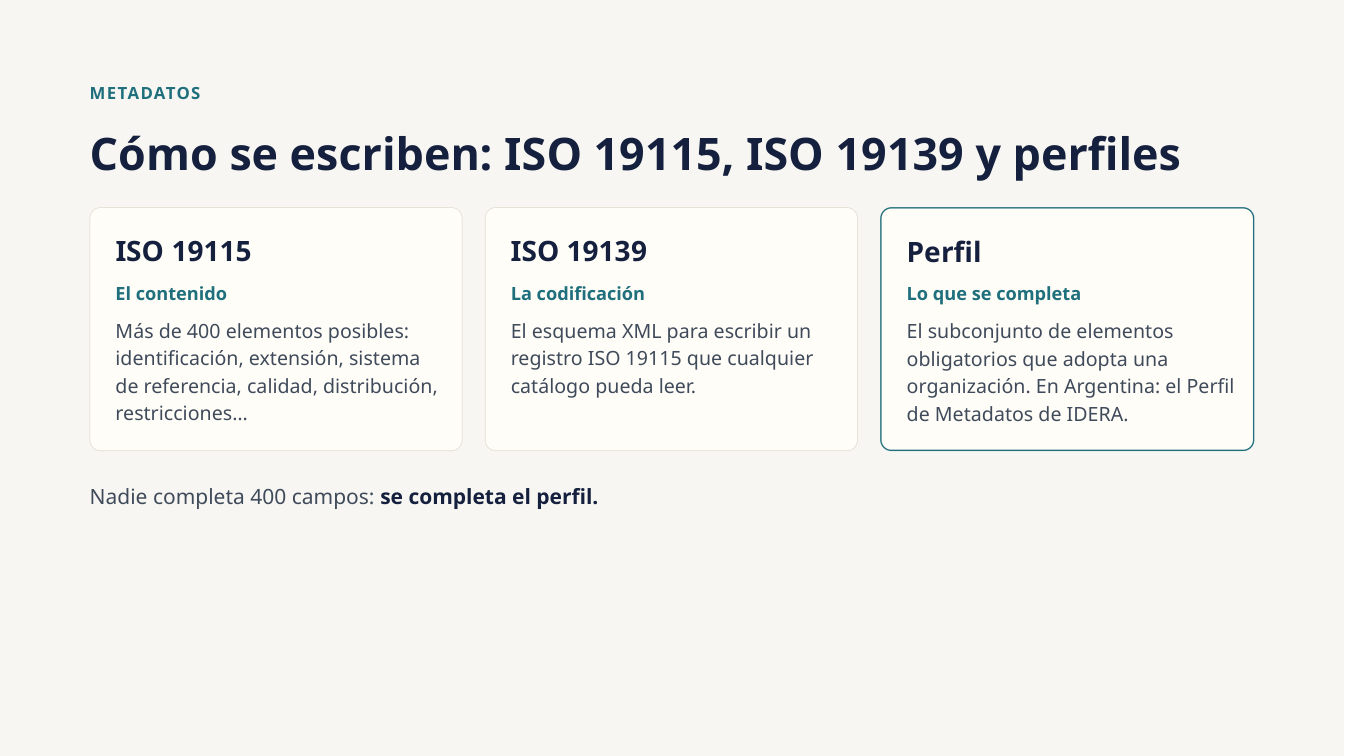 METADATOS
Cómo se escriben: ISO 19115, ISO 19139 y perfiles
ISO 19115
El contenido
Más de 400 elementos posibles:
identificación, extensión, sistema
de referencia, calidad, distribución,
restricciones…
ISO 19139
La codificación
El esquema XML para escribir un
registro ISO 19115 que cualquier
catálogo pueda leer.
Perfil
Lo que se completa
El subconjunto de elementos
obligatorios que adopta una
organización. En Argentina: el Perfil
de Metadatos de IDERA.
Nadie completa 400 campos: se completa el perfil.